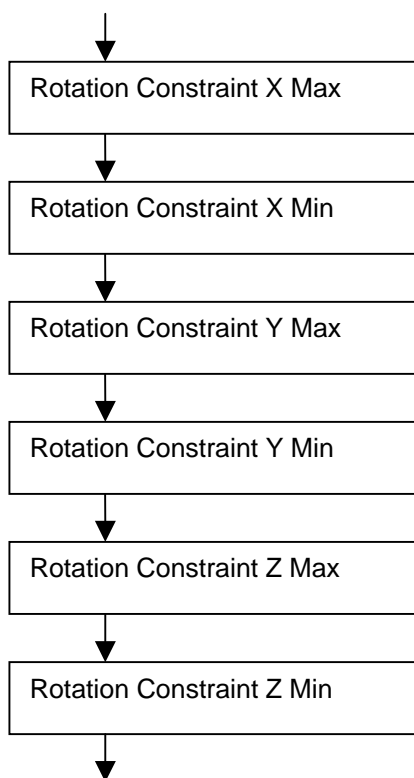 Rotation Constraint X Max
Rotation Constraint X Min
Rotation Constraint Y Max
Rotation Constraint Y Min
Rotation Constraint Z Max
Rotation Constraint Z Min